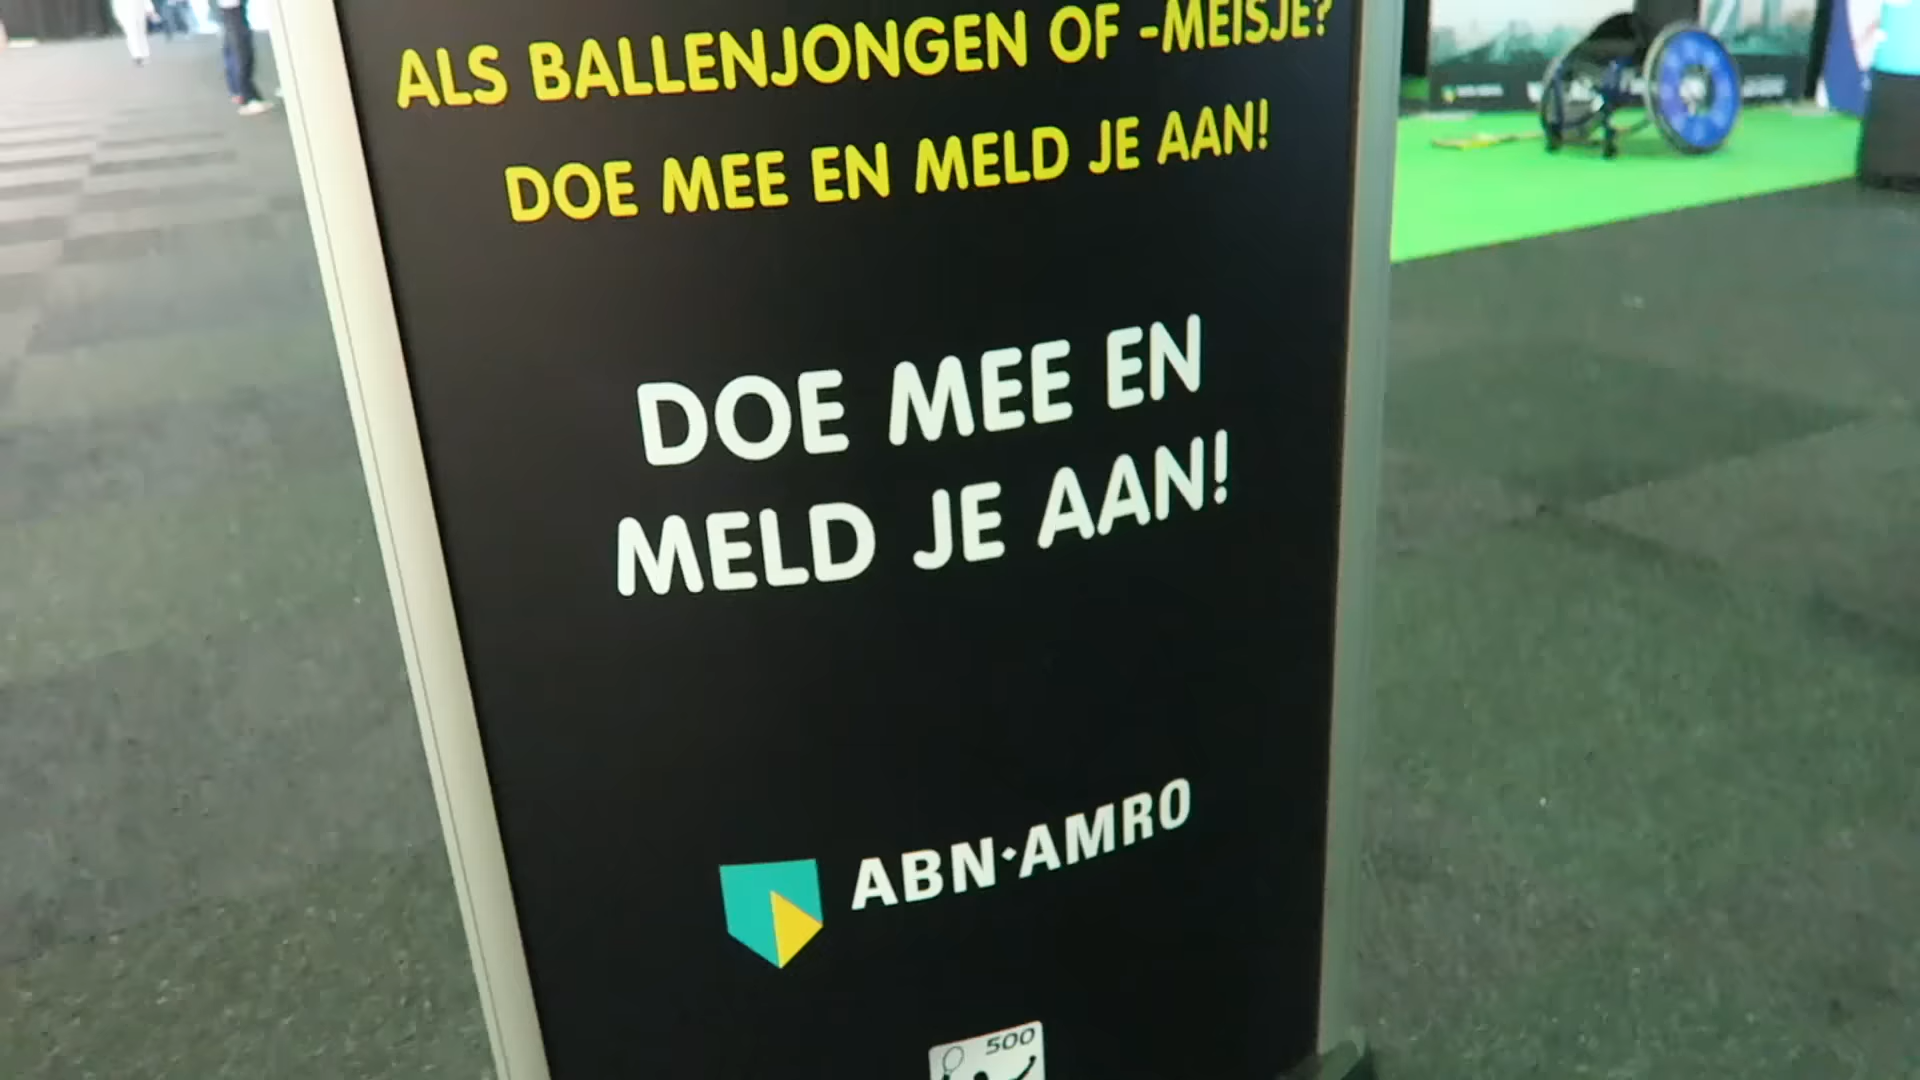 ALS BALLENJONGEN OF -MEISJE?
DOE MEE EN MELD JE AAN!
DOE MEE EN
MELD JE AAN!
ABN·AMRO
500